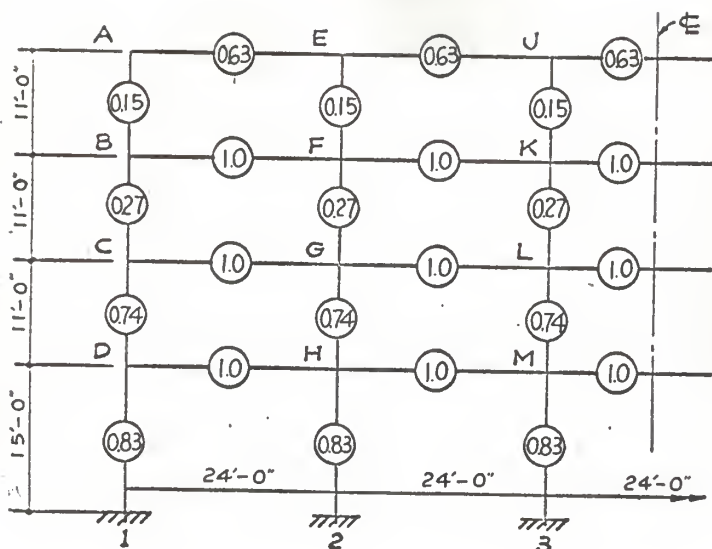 A 0.63 E 0.63 J 0.63 ℄
11'-0" 0.15 0.15 0.15
B 1.0 F 1.0 K 1.0
11'-0" 0.27 0.27 0.27
C 1.0 G 1.0 L 1.0
11'-0" 0.74 0.74 0.74
D 1.0 H 1.0 M 1.0
15'-0" 0.83 0.83 0.83
24'-0" 24'-0" 24'-0"
1 2 3